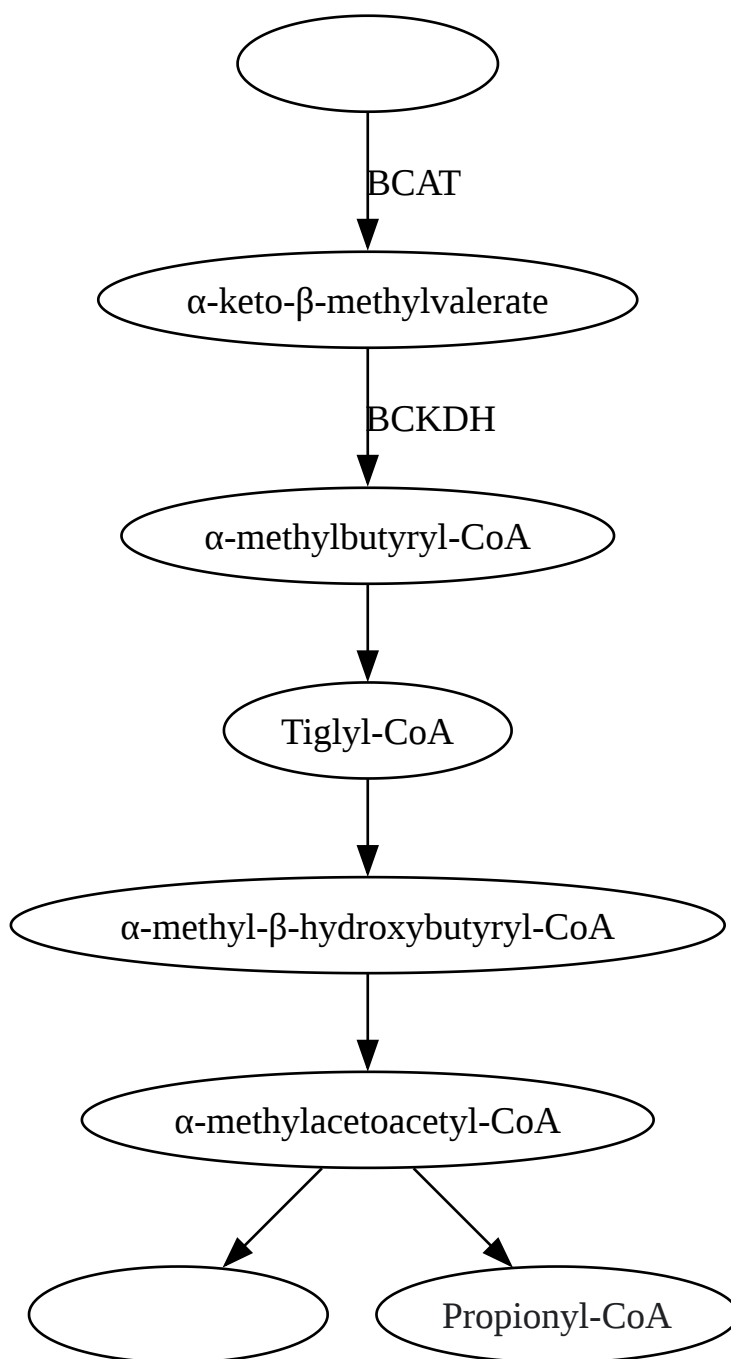 BCAT
α-keto-β-methylvalerate
BCKDH
α-methylbutyryl-CoA
Tiglyl-CoA
α-methyl-β-hydroxybutyryl-CoA
α-methylacetoacetyl-CoA
Propionyl-CoA